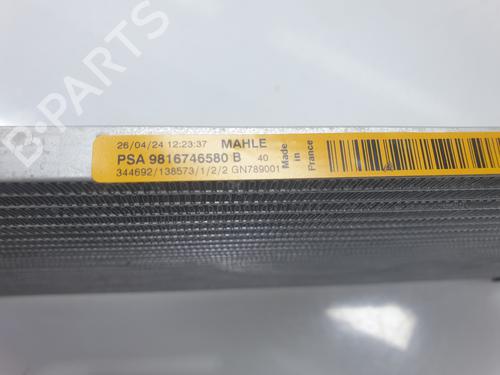 26/04/24 12:23:37 MAHLE
PSA 9816746580 B 40
344692/138573/1/2/2 GN789001
Made
in
France
B-PARTS